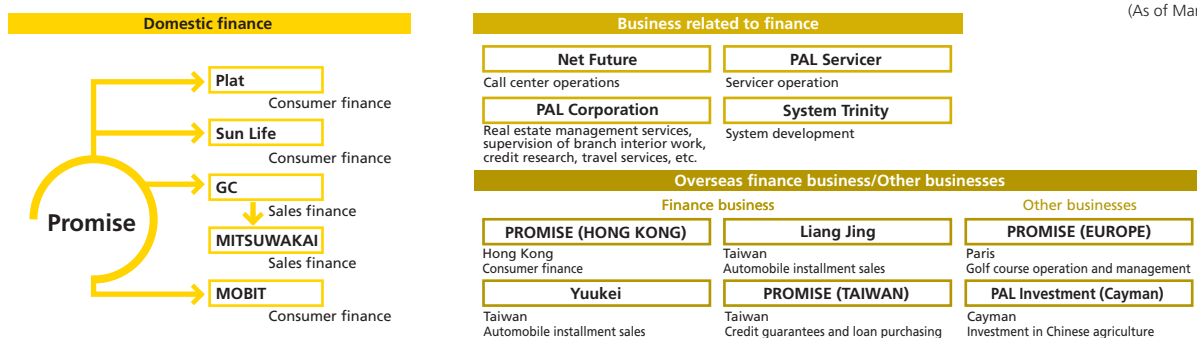 (As of Mar
Domestic finance
Promise
Plat
Consumer finance
Sun Life
Consumer finance
GC
Sales finance
MITSUWAKAI
Sales finance
MOBIT
Consumer finance
Business related to finance
Net Future
Call center operations
PAL Servicer
Servicer operation
PAL Corporation
Real estate management services,
supervision of branch interior work,
credit research, travel services, etc.
System Trinity
System development
Overseas finance business/Other businesses
Finance business
PROMISE (HONG KONG)
Hong Kong
Consumer finance
Liang Jing
Taiwan
Automobile installment sales
Yuukei
Taiwan
Automobile installment sales
PROMISE (TAIWAN)
Taiwan
Credit guarantees and loan purchasing
Other businesses
PROMISE (EUROPE)
Paris
Golf course operation and management
PAL Investment (Cayman)
Cayman
Investment in Chinese agriculture